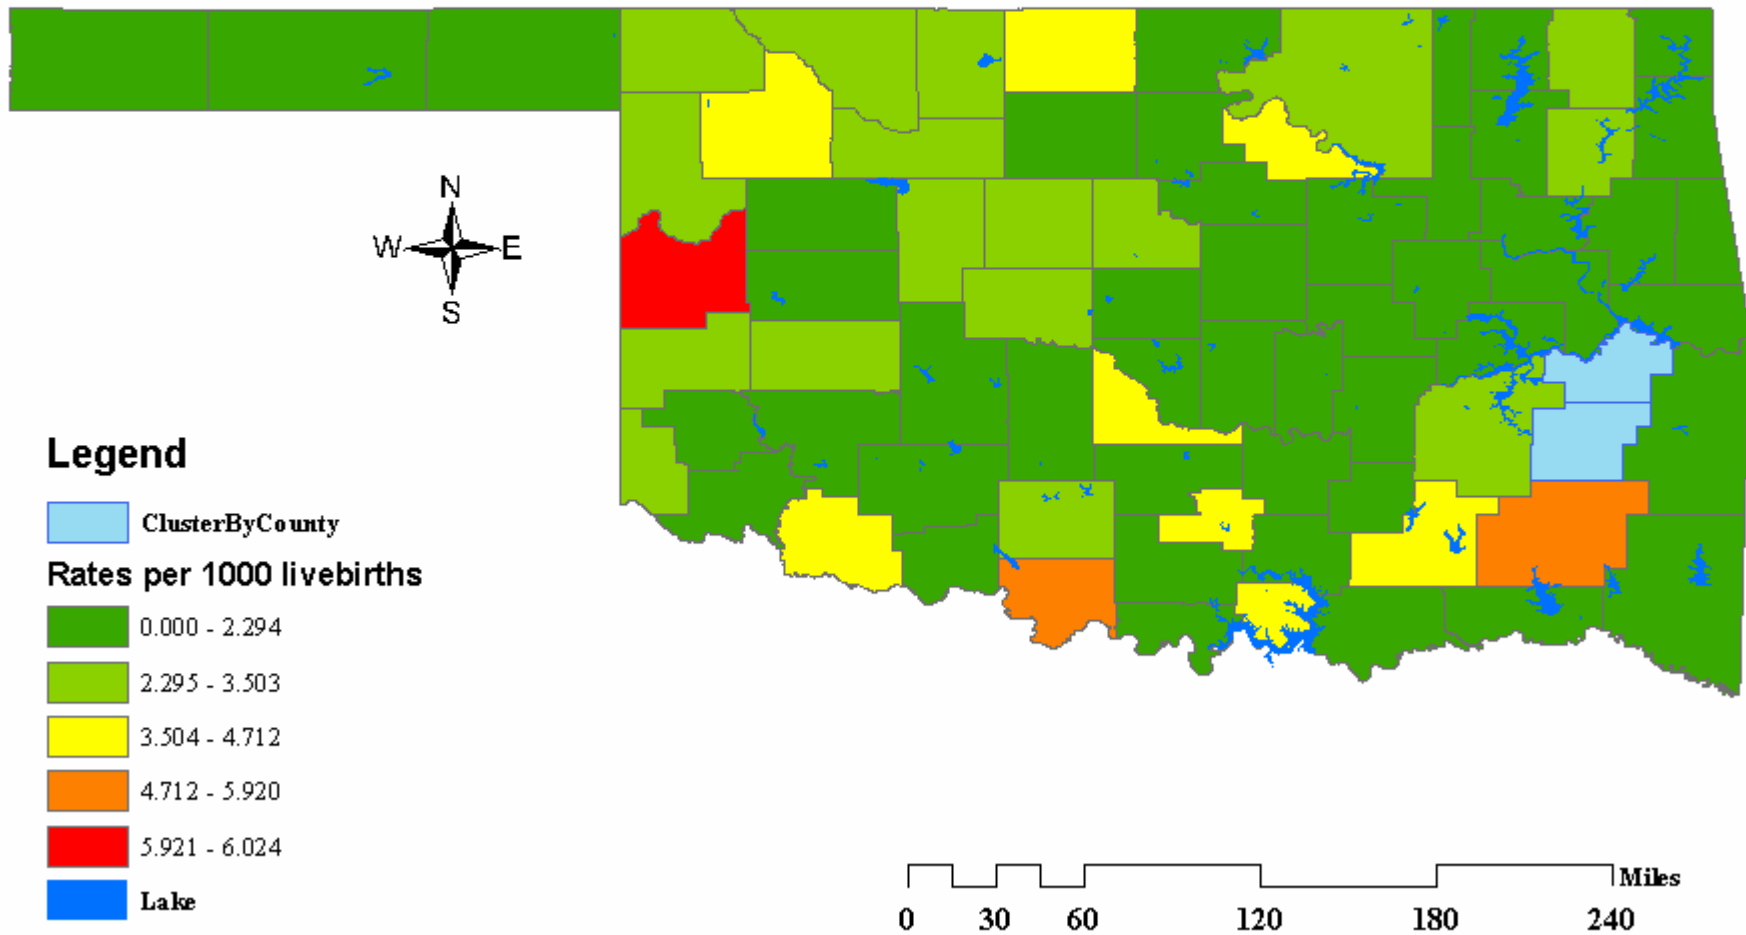 N
W E
S
Legend
ClusterByCounty
Rates per 1000 livebirths
0.000 - 2.294
2.295 - 3.503
3.504 - 4.712
4.712 - 5.920
5.921 - 6.024
Lake
Miles
0 30 60 120 180 240